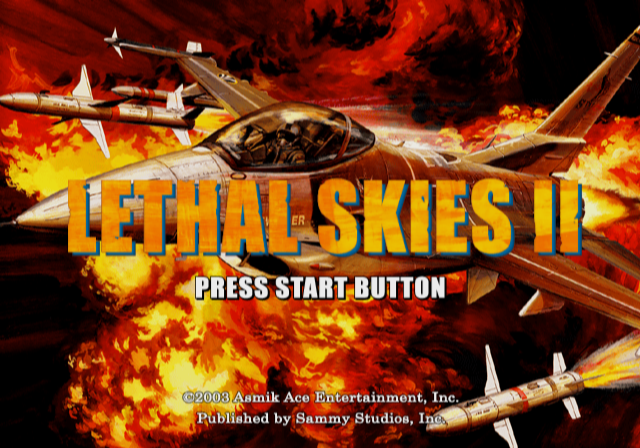 LETHAL SKIES II
PRESS START BUTTON
©2003 Asmik Ace Entertainment, Inc.
Published by Sammy Studios, Inc.